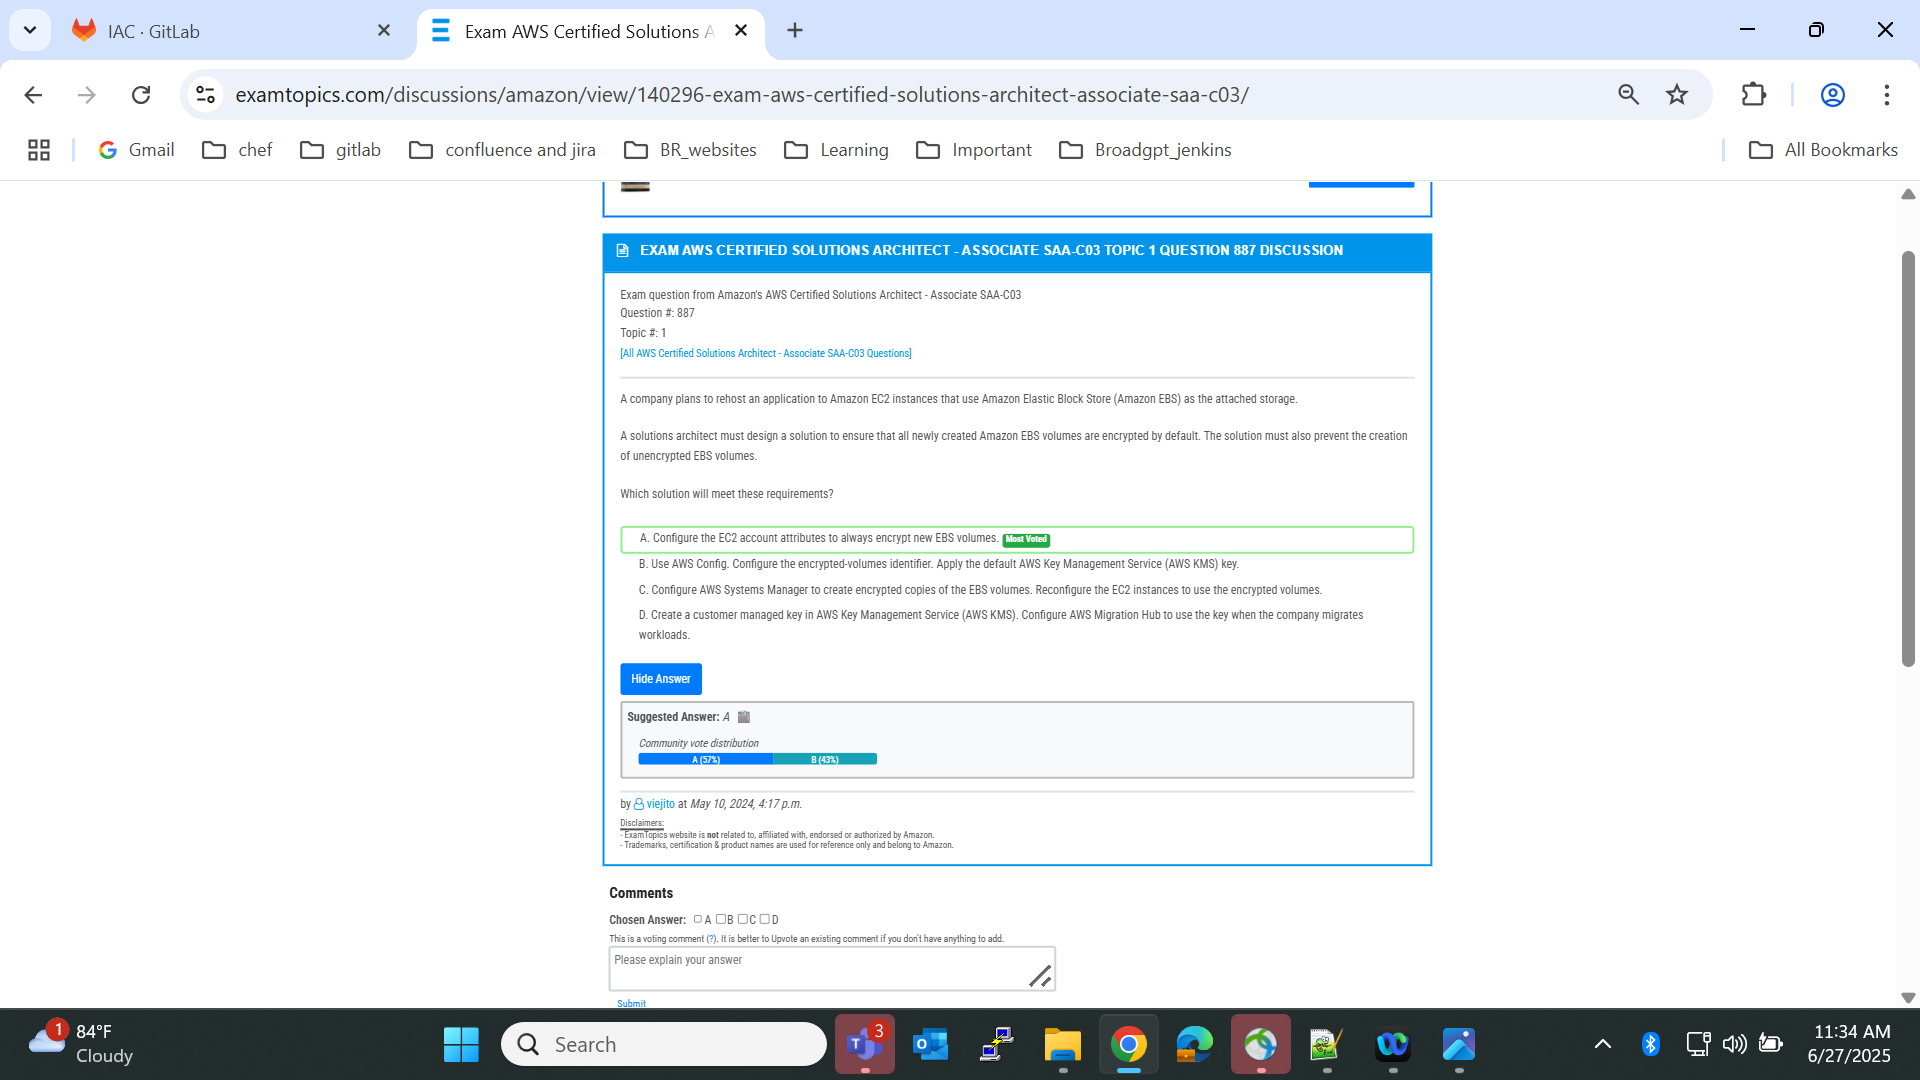 IAC · GitLab
Exam AWS Certified Solutions A
examtopics.com/discussions/amazon/view/140296-exam-aws-certified-solutions-architect-associate-saa-c03/
Gmail
chef
gitlab
confluence and jira
BR_websites
Learning
Important
Broadgpt_jenkins
All Bookmarks
EXAM AWS CERTIFIED SOLUTIONS ARCHITECT - ASSOCIATE SAA-C03 TOPIC 1 QUESTION 887 DISCUSSION
Exam question from Amazon's AWS Certified Solutions Architect - Associate SAA-C03
Question #: 887
Topic #: 1
[All AWS Certified Solutions Architect - Associate SAA-C03 Questions]
A company plans to rehost an application to Amazon EC2 instances that use Amazon Elastic Block Store (Amazon EBS) as the attached storage.
A solutions architect must design a solution to ensure that all newly created Amazon EBS volumes are encrypted by default. The solution must also prevent the creation
of unencrypted EBS volumes.
Which solution will meet these requirements?
A. Configure the EC2 account attributes to always encrypt new EBS volumes. Most Voted
B. Use AWS Config. Configure the encrypted-volumes identifier. Apply the default AWS Key Management Service (AWS KMS) key.
C. Configure AWS Systems Manager to create encrypted copies of the EBS volumes. Reconfigure the EC2 instances to use the encrypted volumes.
D. Create a customer managed key in AWS Key Management Service (AWS KMS). Configure AWS Migration Hub to use the key when the company migrates
workloads.
Hide Answer
Suggested Answer: A
Community vote distribution
A (57%) B (43%)
by viejito at May 10, 2024, 4:17 p.m.
Disclaimers:
- ExamTopics website is not related to, affiliated with, endorsed or authorized by Amazon.
- Trademarks, certification & product names are used for reference only and belong to Amazon.
Comments
Chosen Answer: A B C D
This is a voting comment (?). It is better to Upvote an existing comment if you don't have anything to add.
Please explain your answer
Submit
1
84°F
Cloudy
Search
3
11:34 AM
6/27/2025